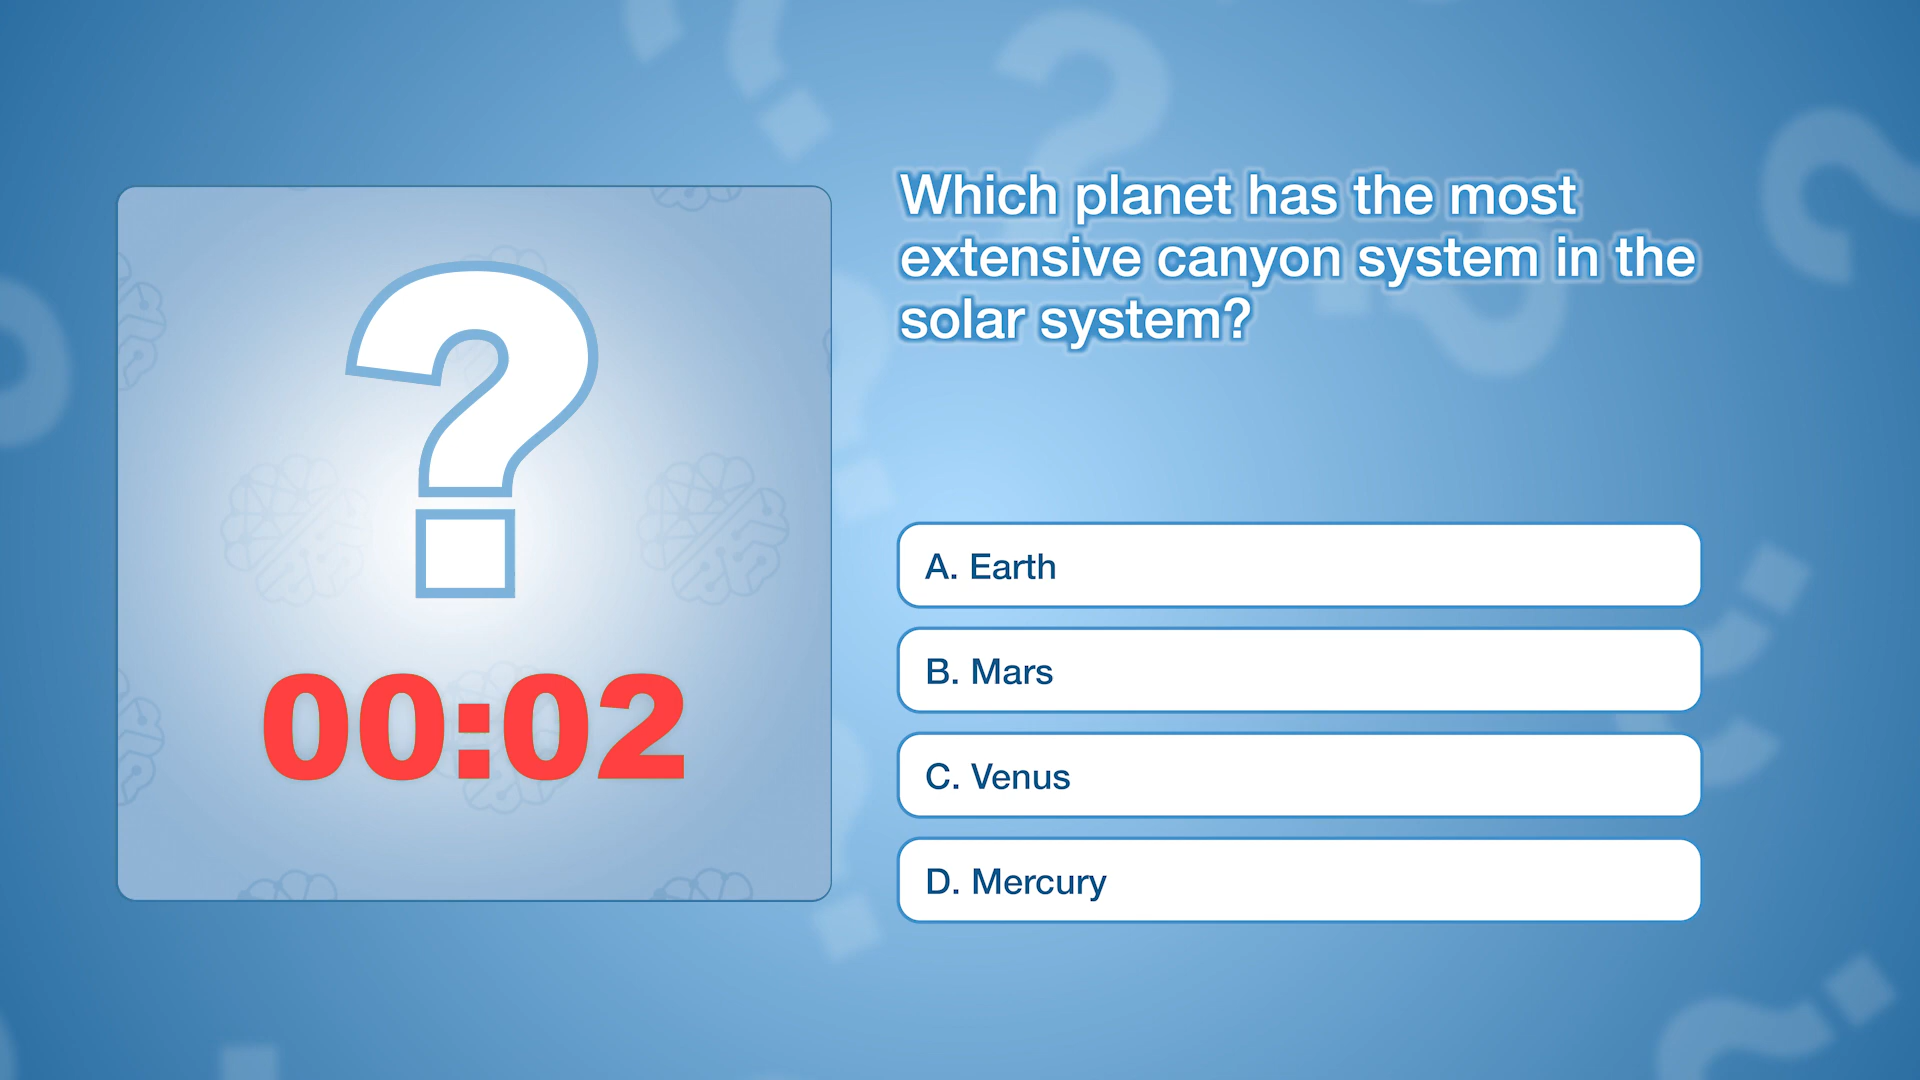 Which planet has the most
extensive canyon system in the
solar system?
?
00:02
A. Earth
B. Mars
C. Venus
D. Mercury